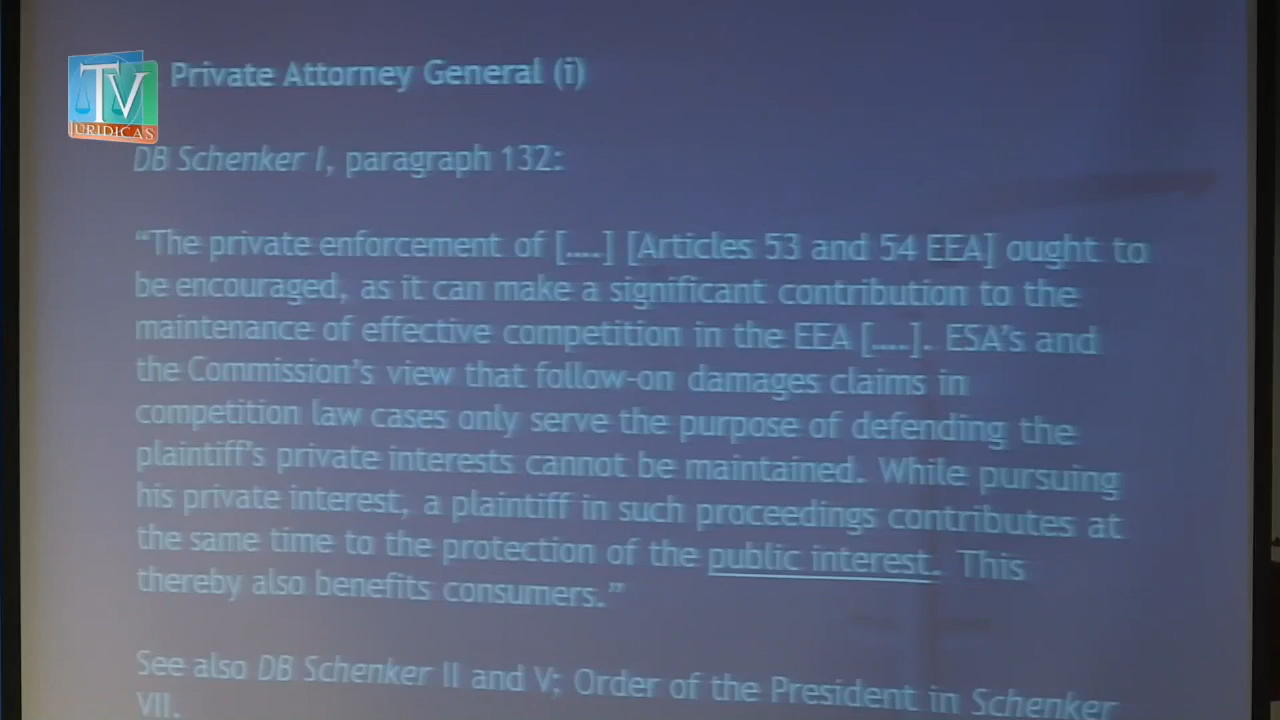 TV
JURIDICAS
Private Attorney General (i)
DB Schenker I, paragraph 132:
“The private enforcement of [....] [Articles 53 and 54 EEA] ought to
be encouraged, as it can make a significant contribution to the
maintenance of effective competition in the EEA [....]. ESA’s and
the Commission’s view that follow-on damages claims in
competition law cases only serve the purpose of defending the
plaintiff’s private interests cannot be maintained. While pursuing
his private interest, a plaintiff in such proceedings contributes at
the same time to the protection of the public interest. This
thereby also benefits consumers.”
See also DB Schenker II and V; Order of the President in Schenker
VII.